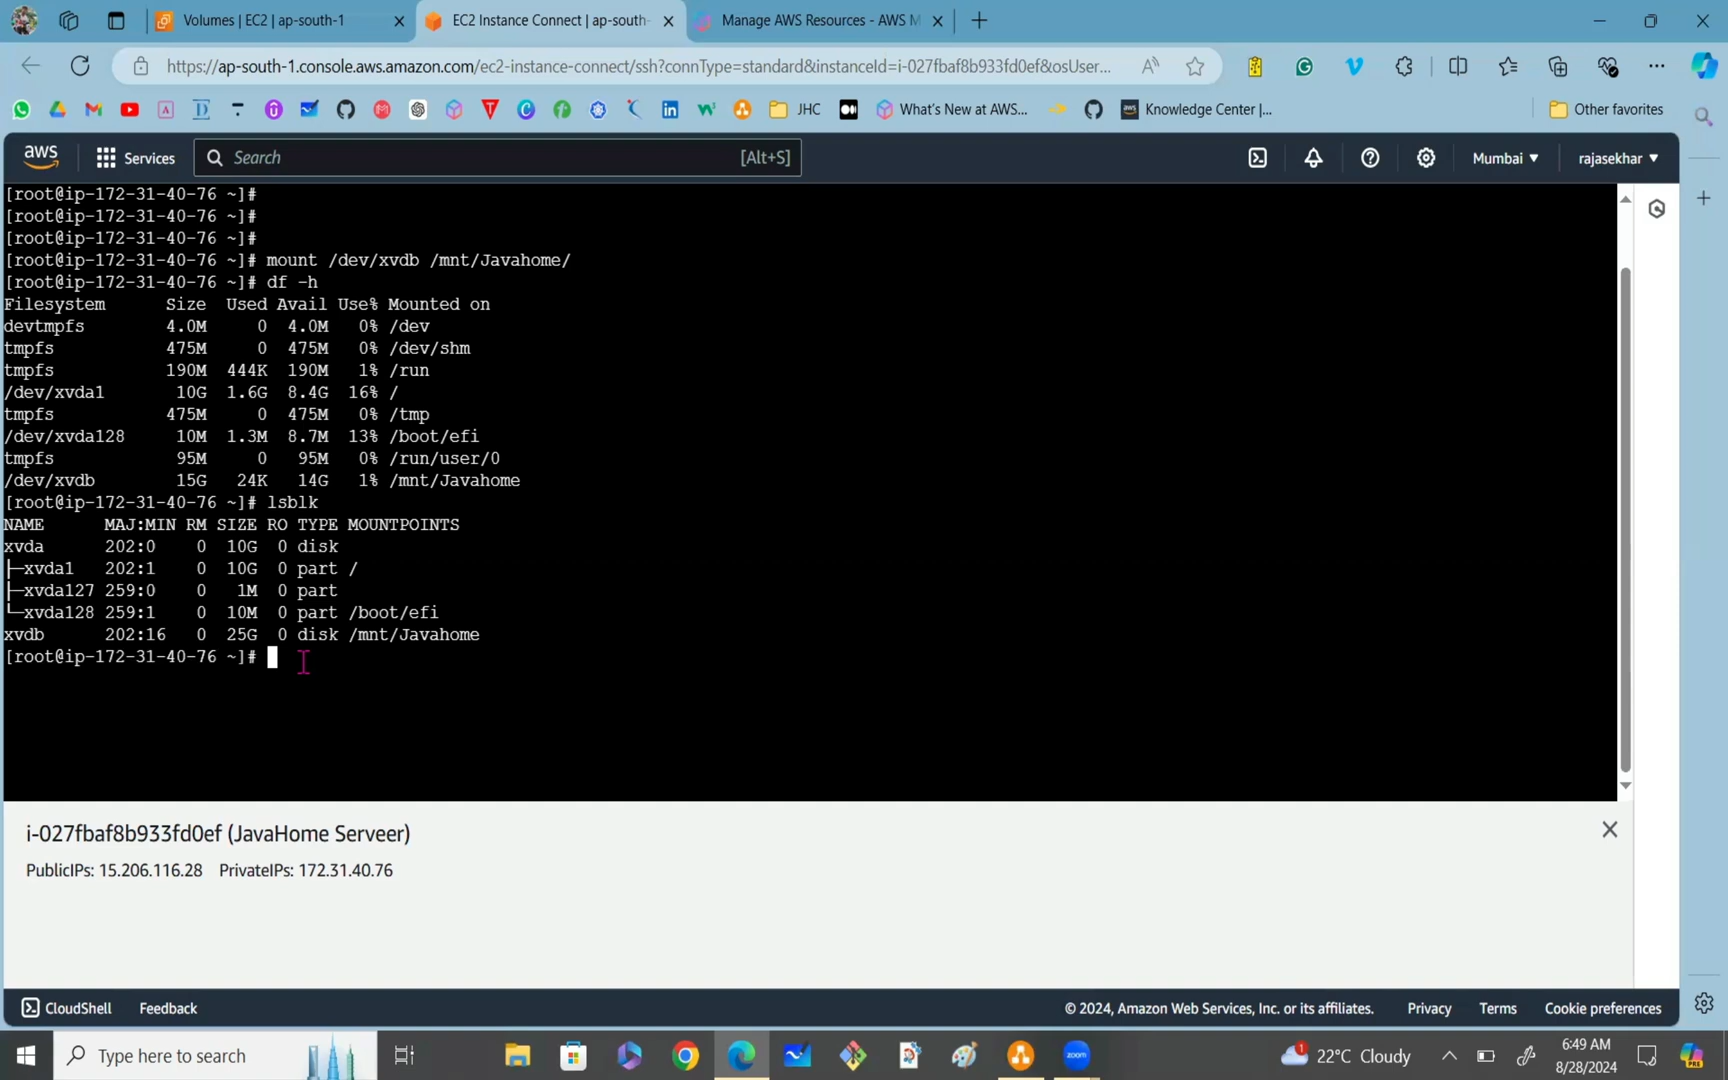 Volumes | EC2 | ap-south-1
EC2 Instance Connect | ap-south-
Manage AWS Resources - AWS M
https://ap-south-1.console.aws.amazon.com/ec2-instance-connect/ssh?connType=standard&instanceId=i-027fbaf8b933fd0ef&osUser...
JHC
What's New at AWS...
Knowledge Center |...
Other favorites
aws
Services
Search
[Alt+S]
Mumbai
rajasekhar
[root@ip-172-31-40-76 ~]#
[root@ip-172-31-40-76 ~]#
[root@ip-172-31-40-76 ~]#
[root@ip-172-31-40-76 ~]# mount /dev/xvdb /mnt/Javahome/
[root@ip-172-31-40-76 ~]# df -h
Filesystem Size Used Avail Use% Mounted on
devtmpfs 4.0M 0 4.0M 0% /dev
tmpfs 475M 0 475M 0% /dev/shm
tmpfs 190M 444K 190M 1% /run
/dev/xvda1 10G 1.6G 8.4G 16% /
tmpfs 475M 0 475M 0% /tmp
/dev/xvda128 10M 1.3M 8.7M 13% /boot/efi
tmpfs 95M 0 95M 0% /run/user/0
/dev/xvdb 15G 24K 14G 1% /mnt/Javahome
[root@ip-172-31-40-76 ~]# lsblk
NAME MAJ:MIN RM SIZE RO TYPE MOUNTPOINTS
xvda 202:0 0 10G 0 disk
├─xvda1 202:1 0 10G 0 part /
├─xvda127 259:0 0 1M 0 part
└─xvda128 259:1 0 10M 0 part /boot/efi
xvdb 202:16 0 25G 0 disk /mnt/Javahome
[root@ip-172-31-40-76 ~]#
i-027fbaf8b933fd0ef (JavaHome Serveer)
PublicIPs: 15.206.116.28 PrivateIPs: 172.31.40.76
CloudShell
Feedback
© 2024, Amazon Web Services, Inc. or its affiliates.
Privacy
Terms
Cookie preferences
Type here to search
zoom
1
22°C Cloudy
6:49 AM
8/28/2024
PRE